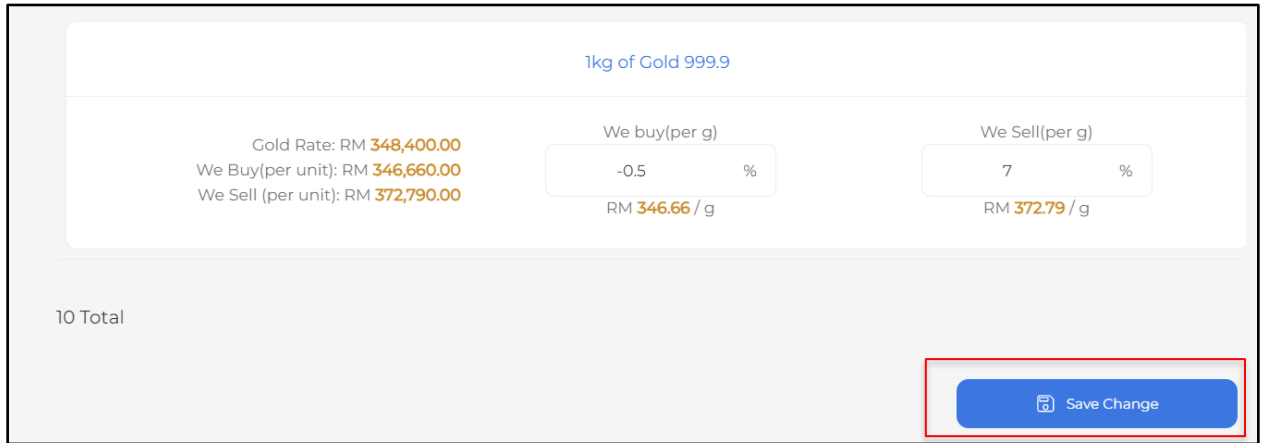 1kg of Gold 999.9
Gold Rate: RM 348,400.00
We Buy(per unit): RM 346,660.00
We Sell (per unit): RM 372,790.00
We buy(per g)
-0.5 %
RM 346.66 / g
We Sell(per g)
7 %
RM 372.79 / g
10 Total
Save Change